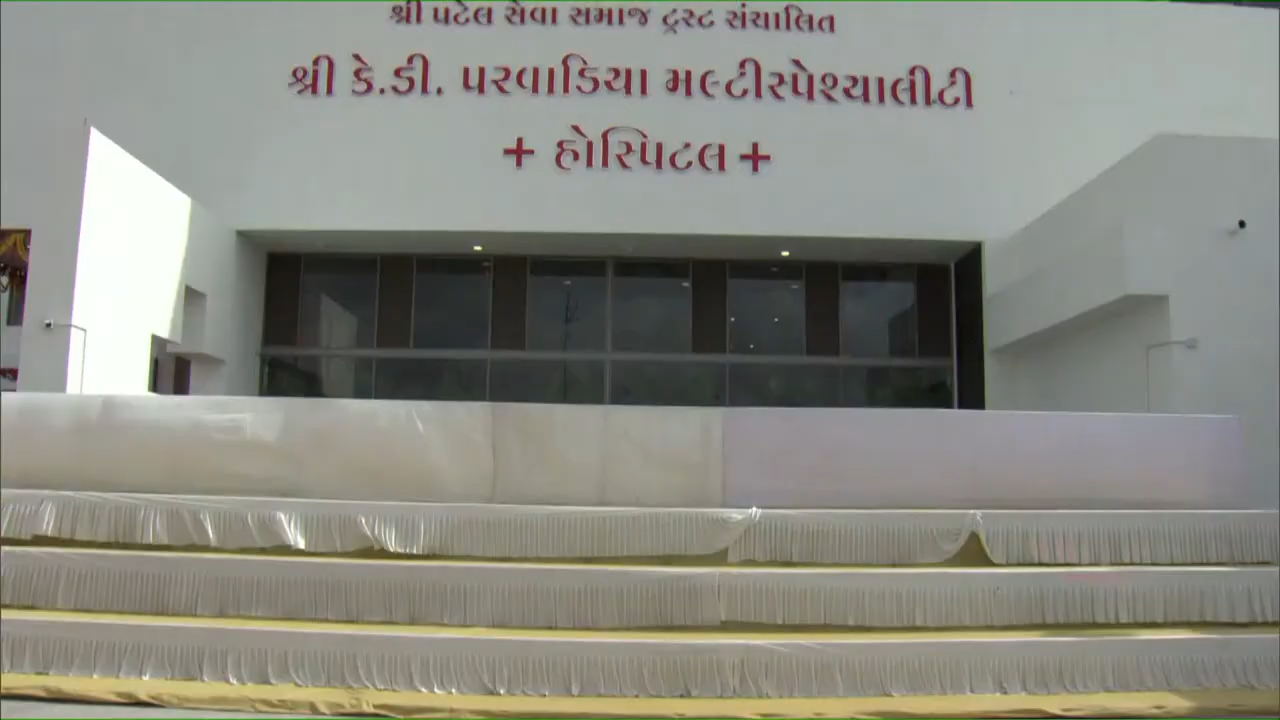 શ્રી પટેલ સેવા સમાજ ટ્રસ્ટ સંચાલિત
શ્રી કે.ડી. પરવાડિયા મલ્ટીસ્પેશ્યાલીટી
+ હોસ્પિટલ +